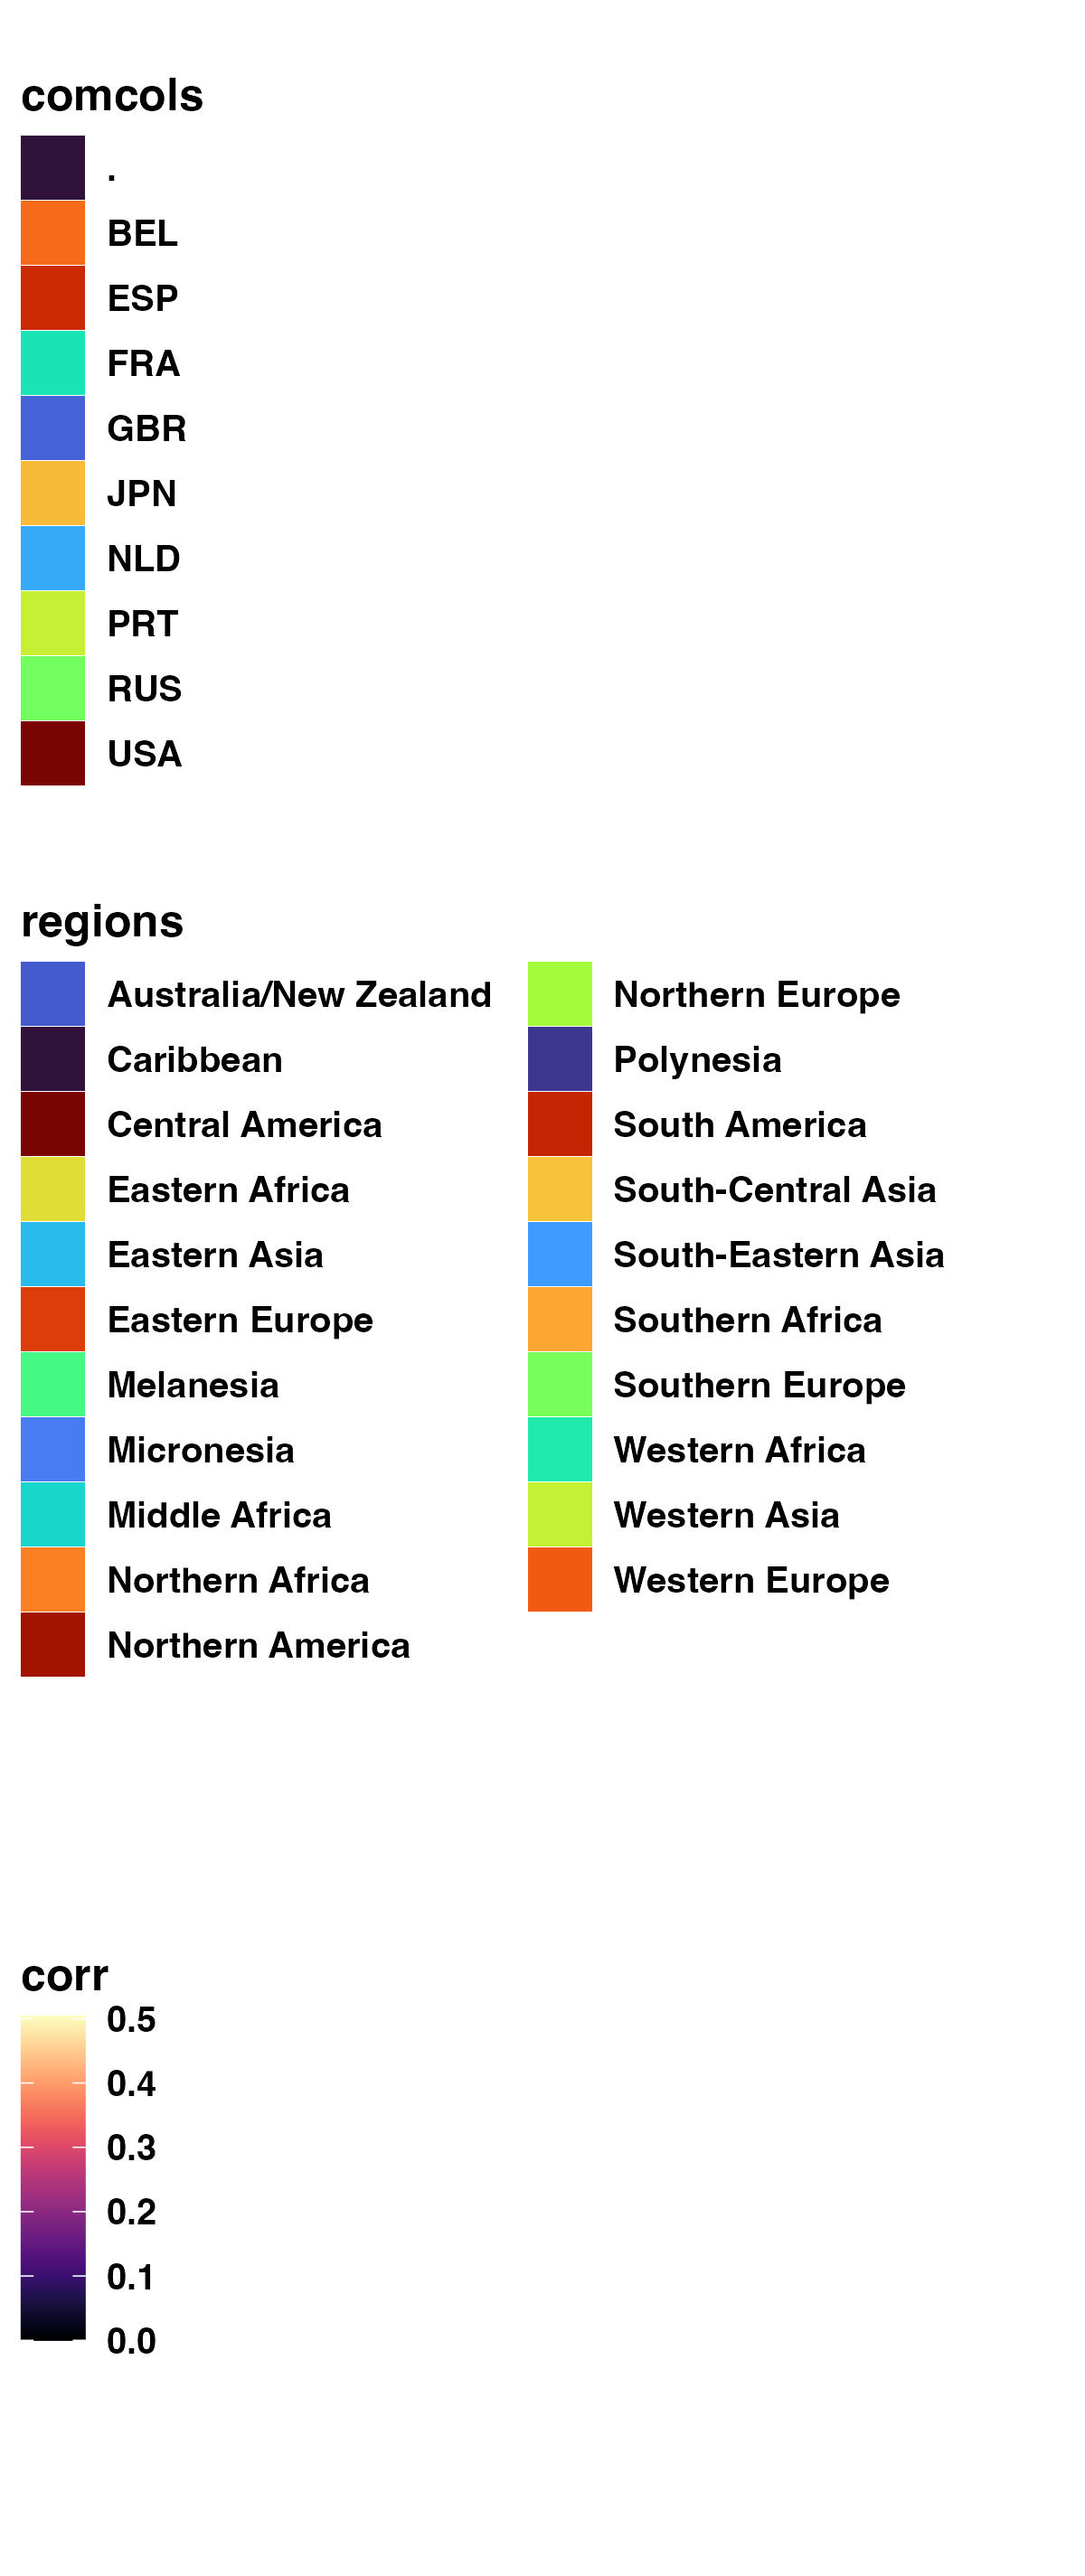 comcols
.
BEL
ESP
FRA
GBR
JPN
NLD
PRT
RUS
USA
regions
Australia/New Zealand
Caribbean
Central America
Eastern Africa
Eastern Asia
Eastern Europe
Melanesia
Micronesia
Middle Africa
Northern Africa
Northern America
Northern Europe
Polynesia
South America
South-Central Asia
South-Eastern Asia
Southern Africa
Southern Europe
Western Africa
Western Asia
Western Europe
corr
0.5
0.4
0.3
0.2
0.1
0.0